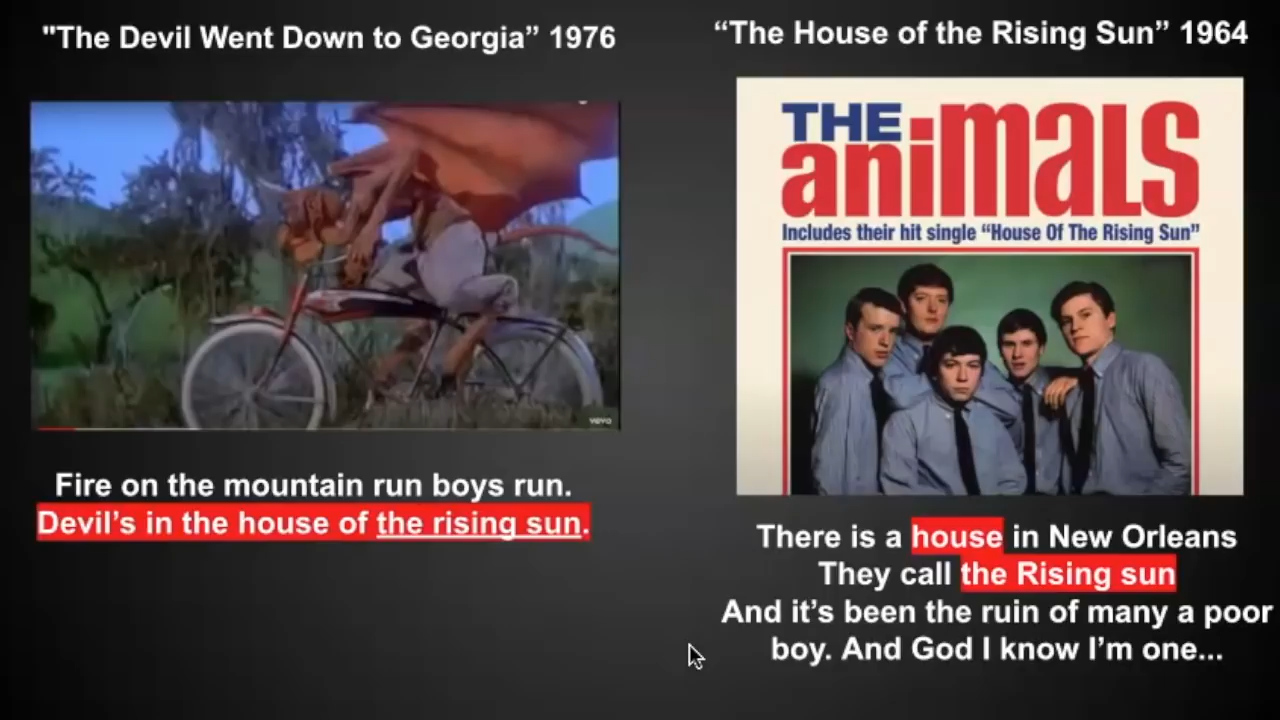 "The Devil Went Down to Georgia” 1976
vevo
Fire on the mountain run boys run.
Devil’s in the house of the rising sun.
“The House of the Rising Sun” 1964
THE
animals
Includes their hit single “House Of The Rising Sun”
There is a house in New Orleans
They call the Rising sun
And it’s been the ruin of many a poor
boy. And God I know I’m one...